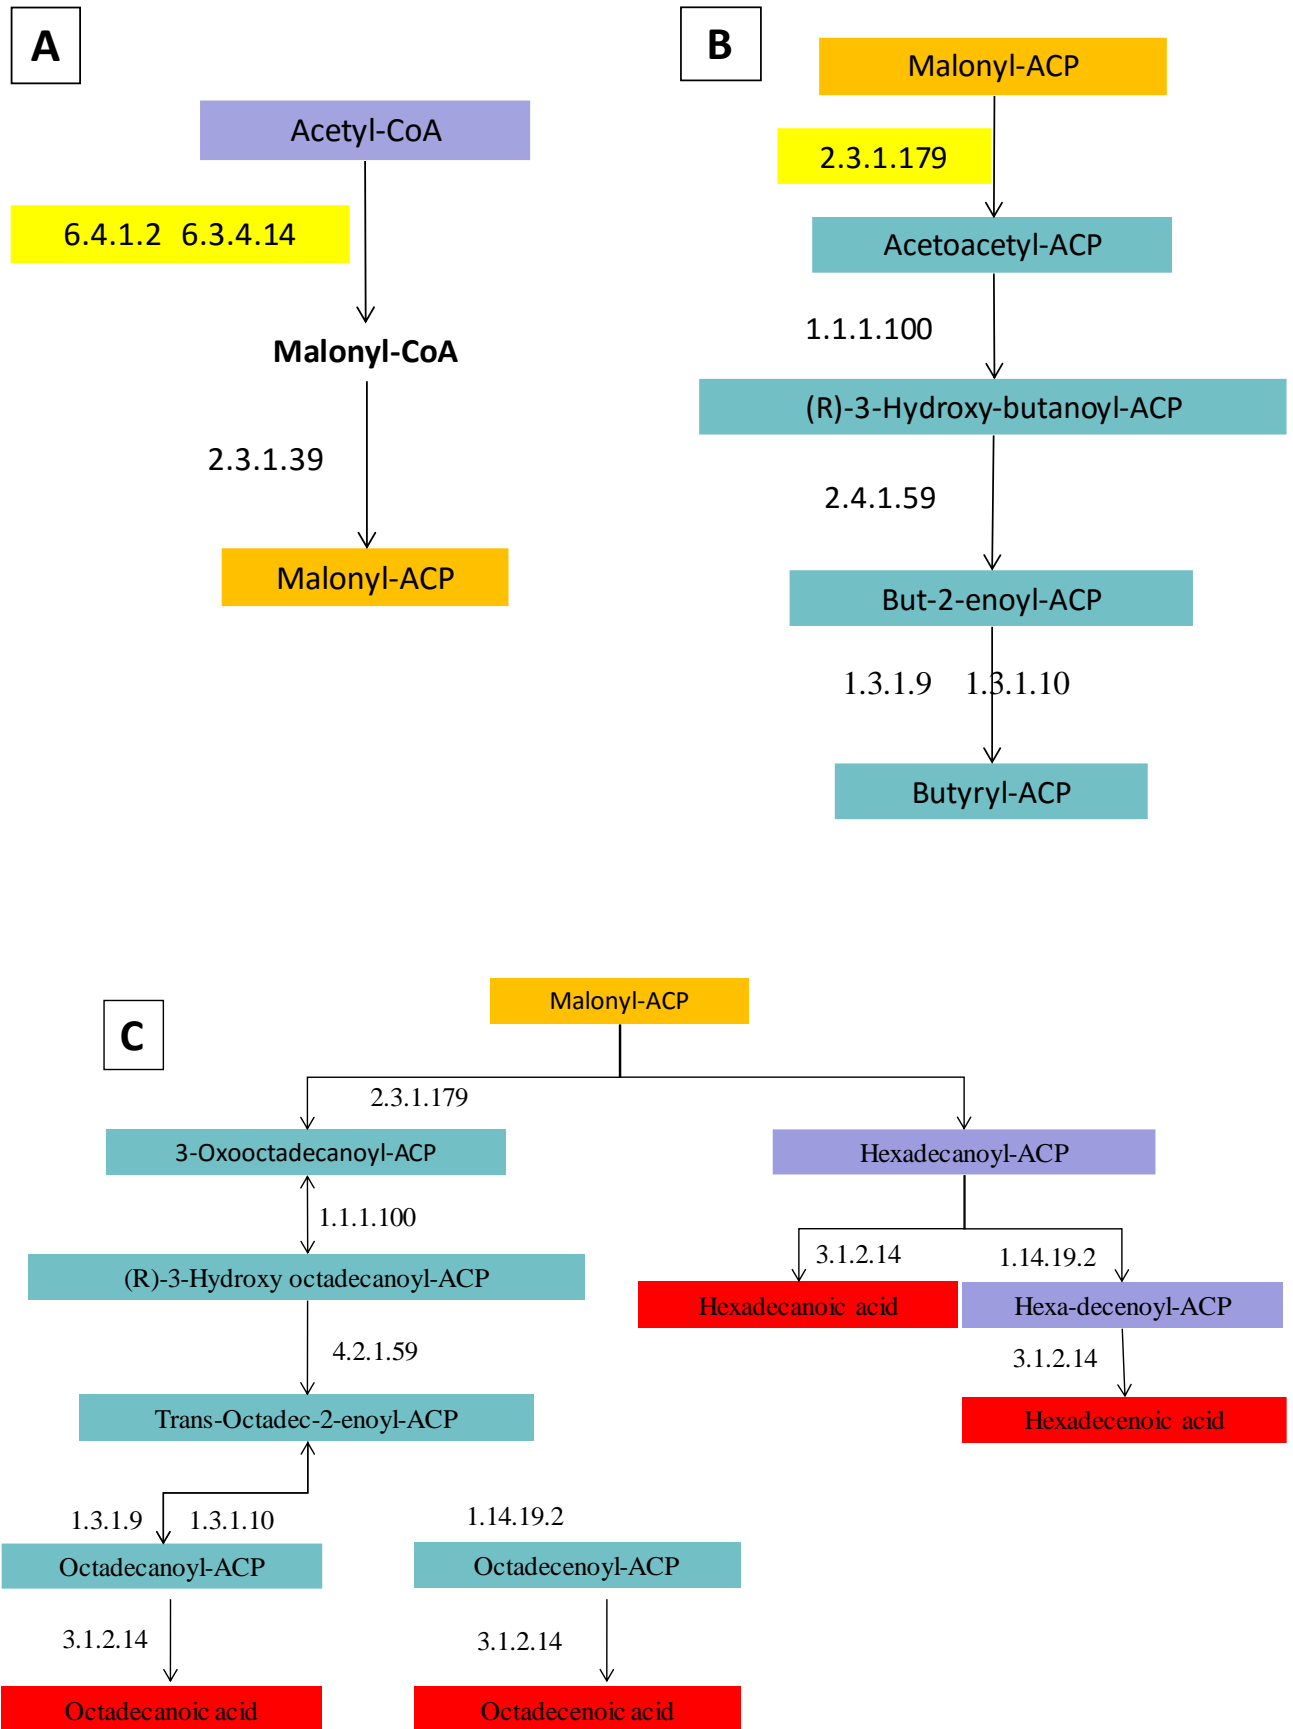 A
Acetyl-CoA
6.4.1.2 6.3.4.14
Malonyl-CoA
2.3.1.39
Malonyl-ACP
B
Malonyl-ACP
2.3.1.179
Acetoacetyl-ACP
1.1.1.100
(R)-3-Hydroxy-butanoyl-ACP
2.4.1.59
But-2-enoyl-ACP
1.3.1.9 1.3.1.10
Butyryl-ACP
C
Malonyl-ACP
2.3.1.179
3-Oxooctadecanoyl-ACP
1.1.1.100
(R)-3-Hydroxy octadecanoyl-ACP
4.2.1.59
Trans-Octadec-2-enoyl-ACP
1.3.1.9 1.3.1.10
Octadecanoyl-ACP
3.1.2.14
Octadecanoic acid
1.14.19.2
Octadecenoyl-ACP
3.1.2.14
Octadecenoic acid
Hexadecanoyl-ACP
3.1.2.14
Hexadecanoic acid
1.14.19.2
Hexa-decenoyl-ACP
3.1.2.14
Hexadecenoic acid